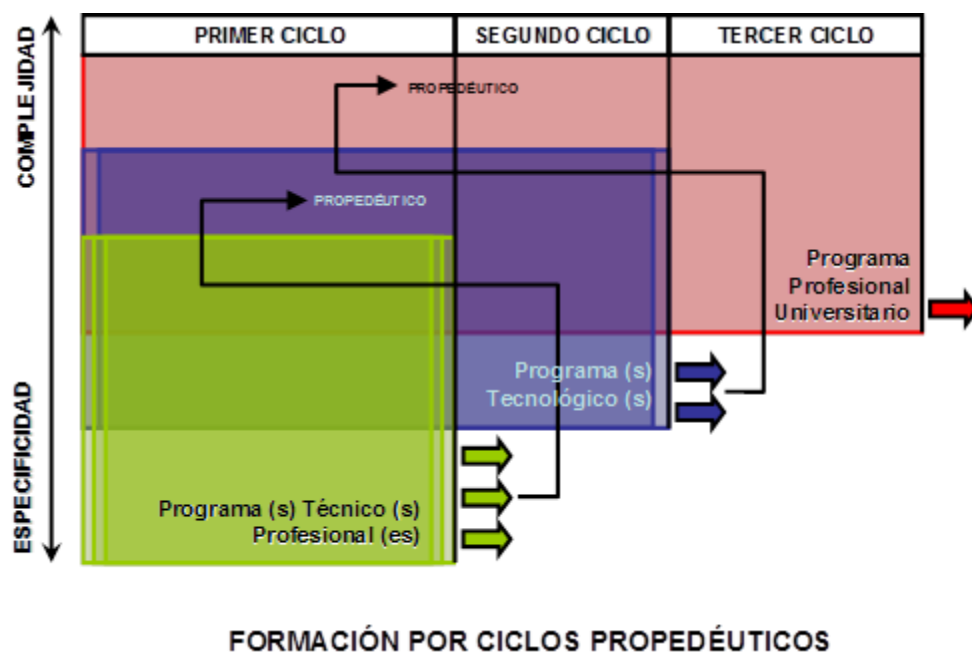 PRIMER CICLO
SEGUNDO CICLO
TERCER CICLO
COMPLEJIDAD
PROPEDÉUTICO
PROPEDÉUTICO
Programa
Profesional
Universitario
Programa (s)
Tecnológico (s)
ESPECIFICIDAD
Programa (s) Técnico (s)
Profesional (es)
FORMACIÓN POR CICLOS PROPEDÉUTICOS